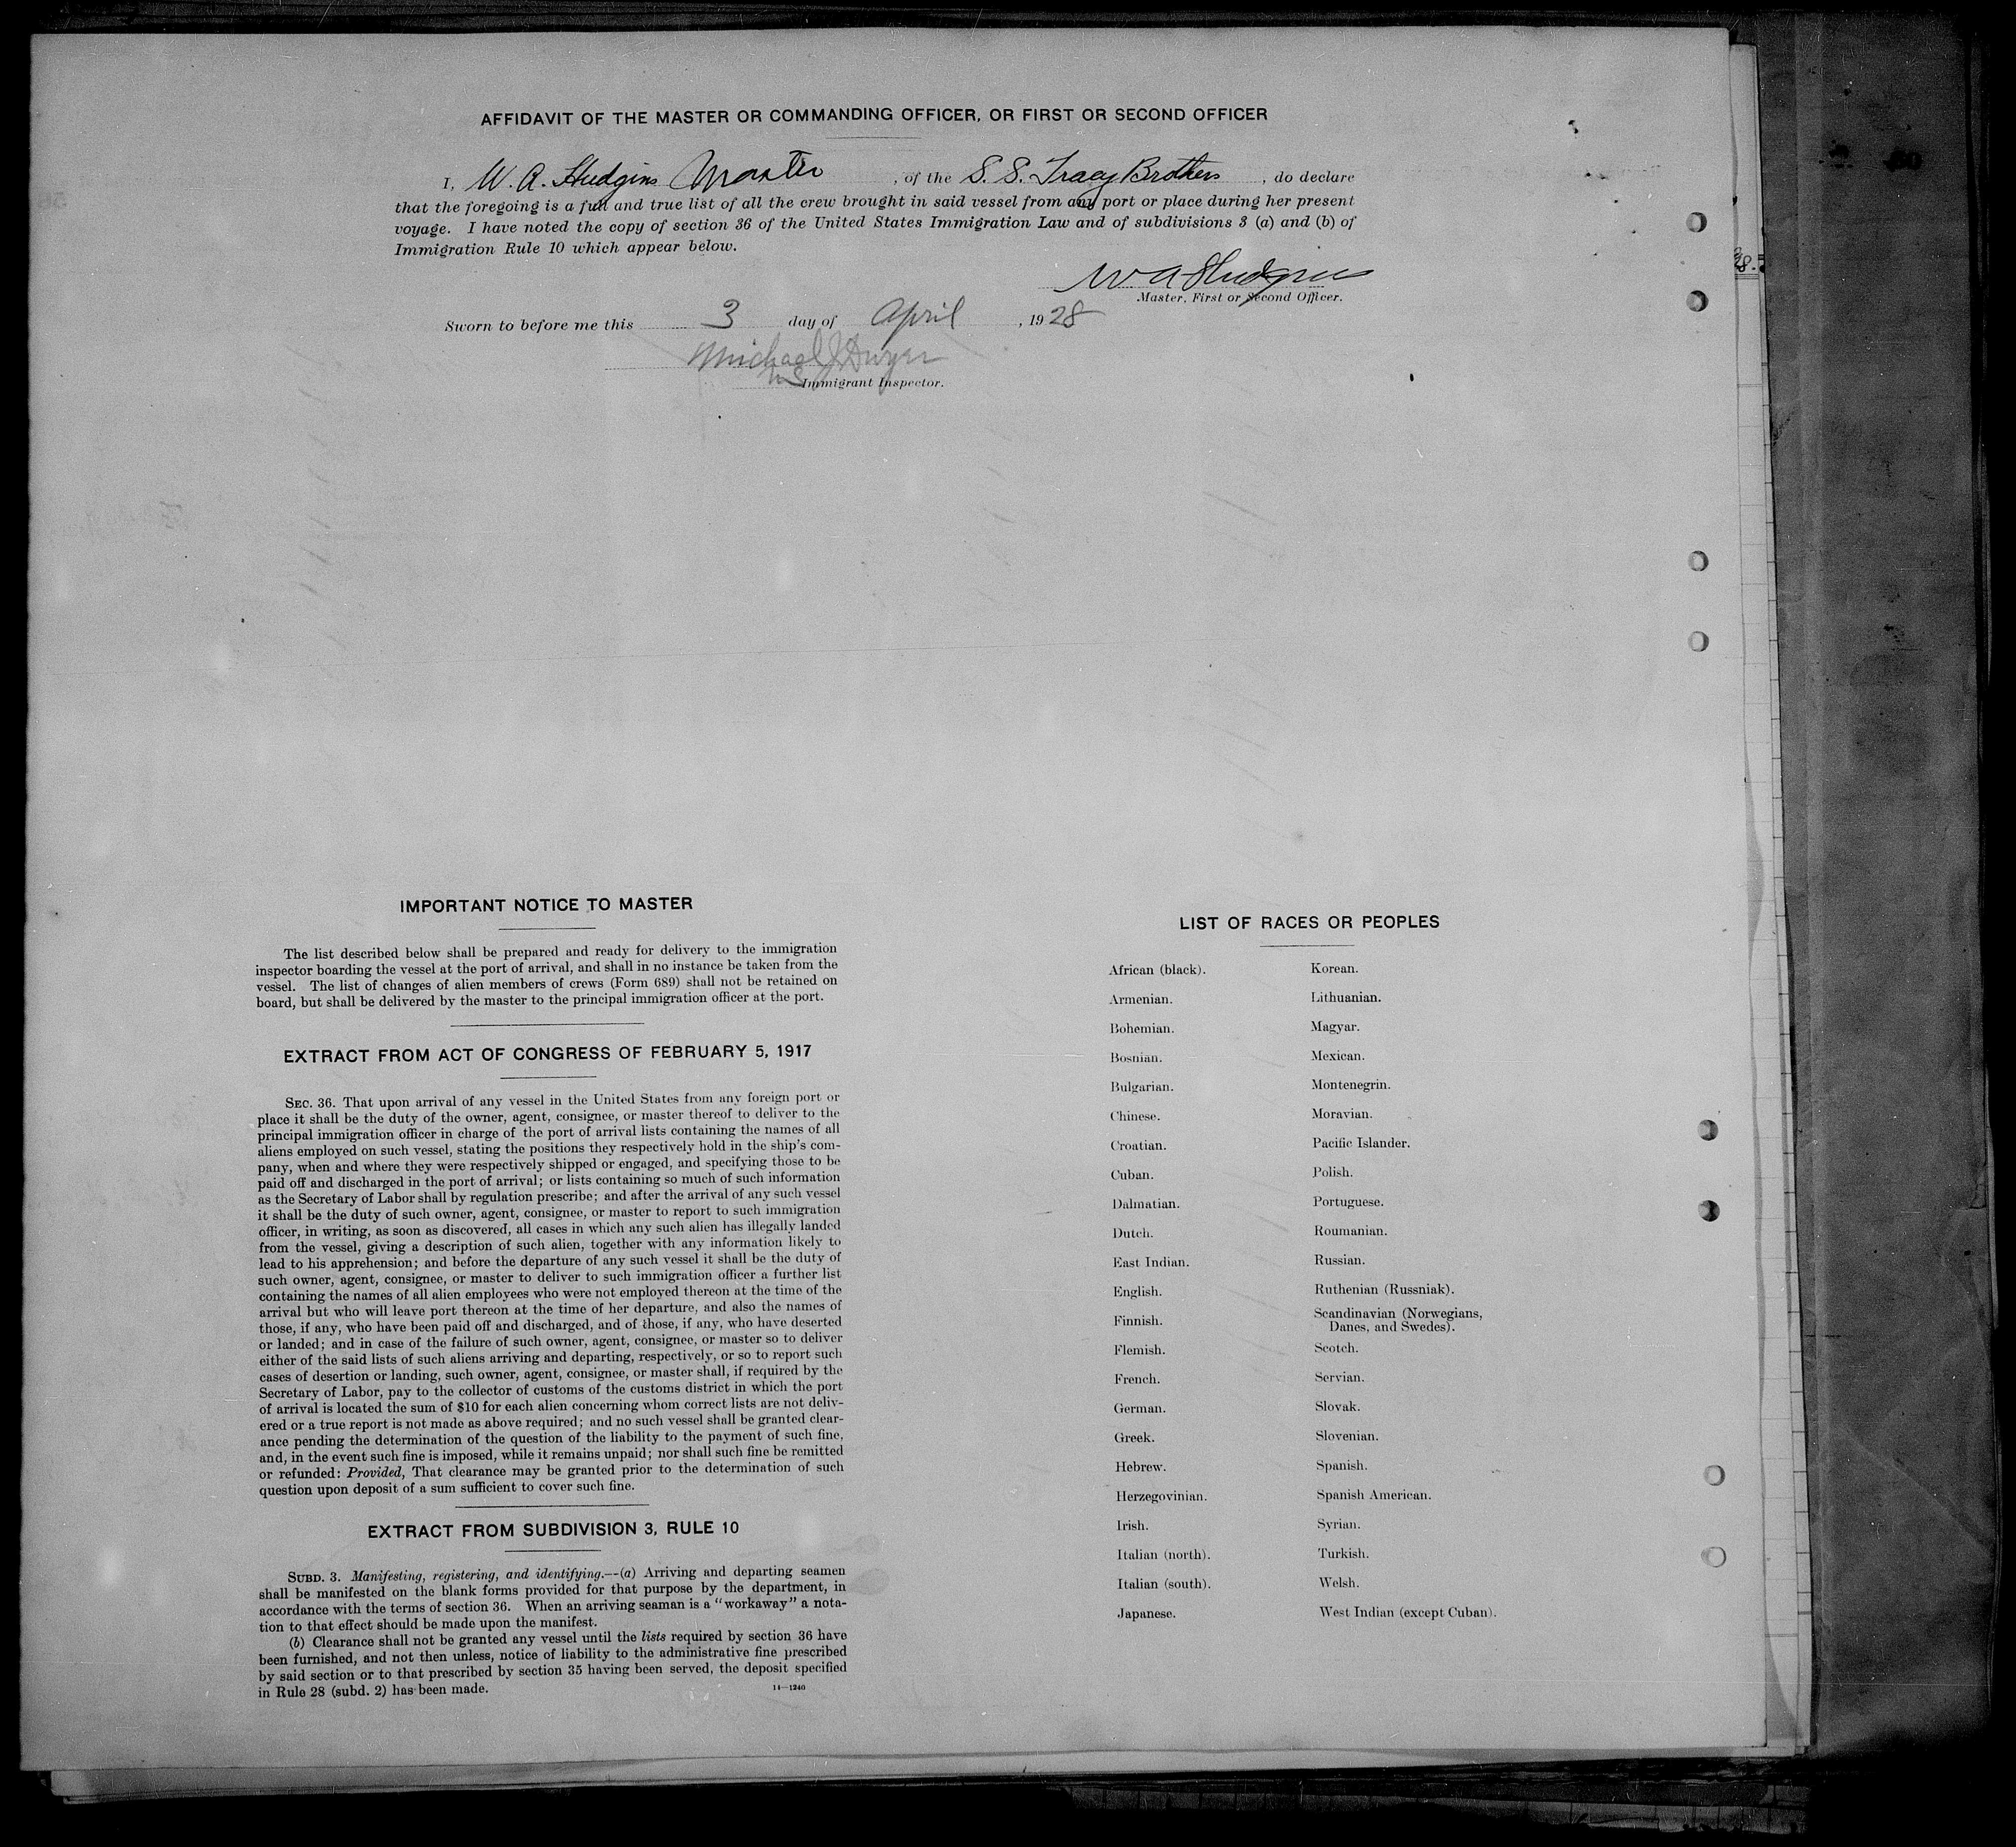 AFFIDAVIT OF THE MASTER OR COMMANDING OFFICER, OR FIRST OR SECOND OFFICER
I, W. A. Hudgins Master, of the S. S. Tracy Brothers, do declare
that the foregoing is a full and true list of all the crew brought in said vessel from any port or place during her present
voyage. I have noted the copy of section 36 of the United States Immigration Law and of subdivisions 3 (a) and (b) of
Immigration Rule 10 which appear below.
W A Hudgins
Master, First or Second Officer.
Sworn to before me this 3 day of April, 1928
Michael J Dwyer
US Immigrant Inspector.
IMPORTANT NOTICE TO MASTER
The list described below shall be prepared and ready for delivery to the immigration
inspector boarding the vessel at the port of arrival, and shall in no instance be taken from the
vessel. The list of changes of alien members of crews (Form 689) shall not be retained on
board, but shall be delivered by the master to the principal immigration officer at the port.
EXTRACT FROM ACT OF CONGRESS OF FEBRUARY 5, 1917
SEC. 36. That upon arrival of any vessel in the United States from any foreign port or
place it shall be the duty of the owner, agent, consignee, or master thereof to deliver to the
principal immigration officer in charge of the port of arrival lists containing the names of all
aliens employed on such vessel, stating the positions they respectively hold in the ship's com-
pany, when and where they were respectively shipped or engaged, and specifying those to be
paid off and discharged in the port of arrival; or lists containing so much of such information
as the Secretary of Labor shall by regulation prescribe; and after the arrival of any such vessel
it shall be the duty of such owner, agent, consignee, or master to report to such immigration
officer, in writing, as soon as discovered, all cases in which any such alien has illegally landed
from the vessel, giving a description of such alien, together with any information likely to
lead to his apprehension; and before the departure of any such vessel it shall be the duty of
such owner, agent, consignee, or master to deliver to such immigration officer a further list
containing the names of all alien employees who were not employed thereon at the time of the
arrival but who will leave port thereon at the time of her departure, and also the names of
those, if any, who have been paid off and discharged, and of those, if any, who have deserted
or landed; and in case of the failure of such owner, agent, consignee, or master so to deliver
either of the said lists of such aliens arriving and departing, respectively, or so to report such
cases of desertion or landing, such owner, agent, consignee, or master shall, if required by the
Secretary of Labor, pay to the collector of customs of the customs district in which the port
of arrival is located the sum of $10 for each alien concerning whom correct lists are not deliv-
ered or a true report is not made as above required; and no such vessel shall be granted clear-
ance pending the determination of the question of the liability to the payment of such fine,
and, in the event such fine is imposed, while it remains unpaid; nor shall such fine be remitted
or refunded: Provided, That clearance may be granted prior to the determination of such
question upon deposit of a sum sufficient to cover such fine.
EXTRACT FROM SUBDIVISION 3, RULE 10
SUBD. 3. Manifesting, registering, and identifying.--(a) Arriving and departing seamen
shall be manifested on the blank forms provided for that purpose by the department, in
accordance with the terms of section 36. When an arriving seaman is a "workaway" a nota-
tion to that effect should be made upon the manifest.
(b) Clearance shall not be granted any vessel until the lists required by section 36 have
been furnished, and not then unless, notice of liability to the administrative fine prescribed
by said section or to that prescribed by section 35 having been served, the deposit specified
in Rule 28 (subd. 2) has been made.
14—1240
LIST OF RACES OR PEOPLES
African (black).
Armenian.
Bohemian.
Bosnian.
Bulgarian.
Chinese.
Croatian.
Cuban.
Dalmatian.
Dutch.
East Indian.
English.
Finnish.
Flemish.
French.
German.
Greek.
Hebrew.
Herzegovinian.
Irish.
Italian (north).
Italian (south).
Japanese.
Korean.
Lithuanian.
Magyar.
Mexican.
Montenegrin.
Moravian.
Pacific Islander.
Polish.
Portuguese.
Roumanian.
Russian.
Ruthenian (Russniak).
Scandinavian (Norwegians,
Danes, and Swedes).
Scotch.
Servian.
Slovak.
Slovenian.
Spanish.
Spanish American.
Syrian.
Turkish.
Welsh.
West Indian (except Cuban).